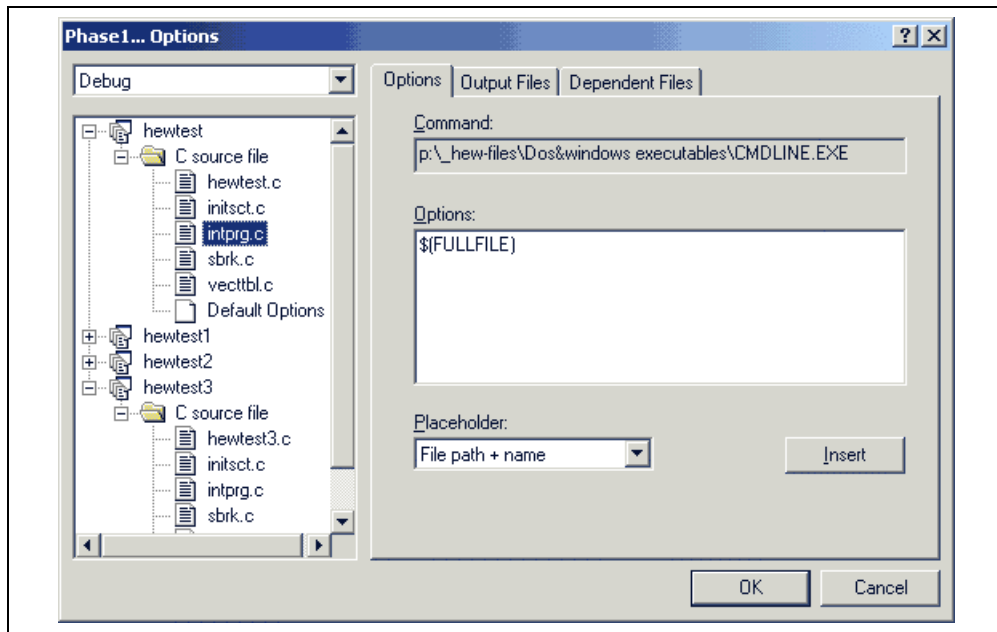 Phase1... Options
Debug
hewtest
C source file
hewtest.c
initsct.c
intprg.c
sbrk.c
vecttbl.c
Default Options
hewtest1
hewtest2
hewtest3
C source file
hewtest3.c
initsct.c
intprg.c
sbrk.c
Options
Output Files
Dependent Files
Command:
p:\_hew-files\Dos&windows executables\CMDLINE.EXE
Options:
$(FULLFILE)
Placeholder:
File path + name
Insert
OK
Cancel